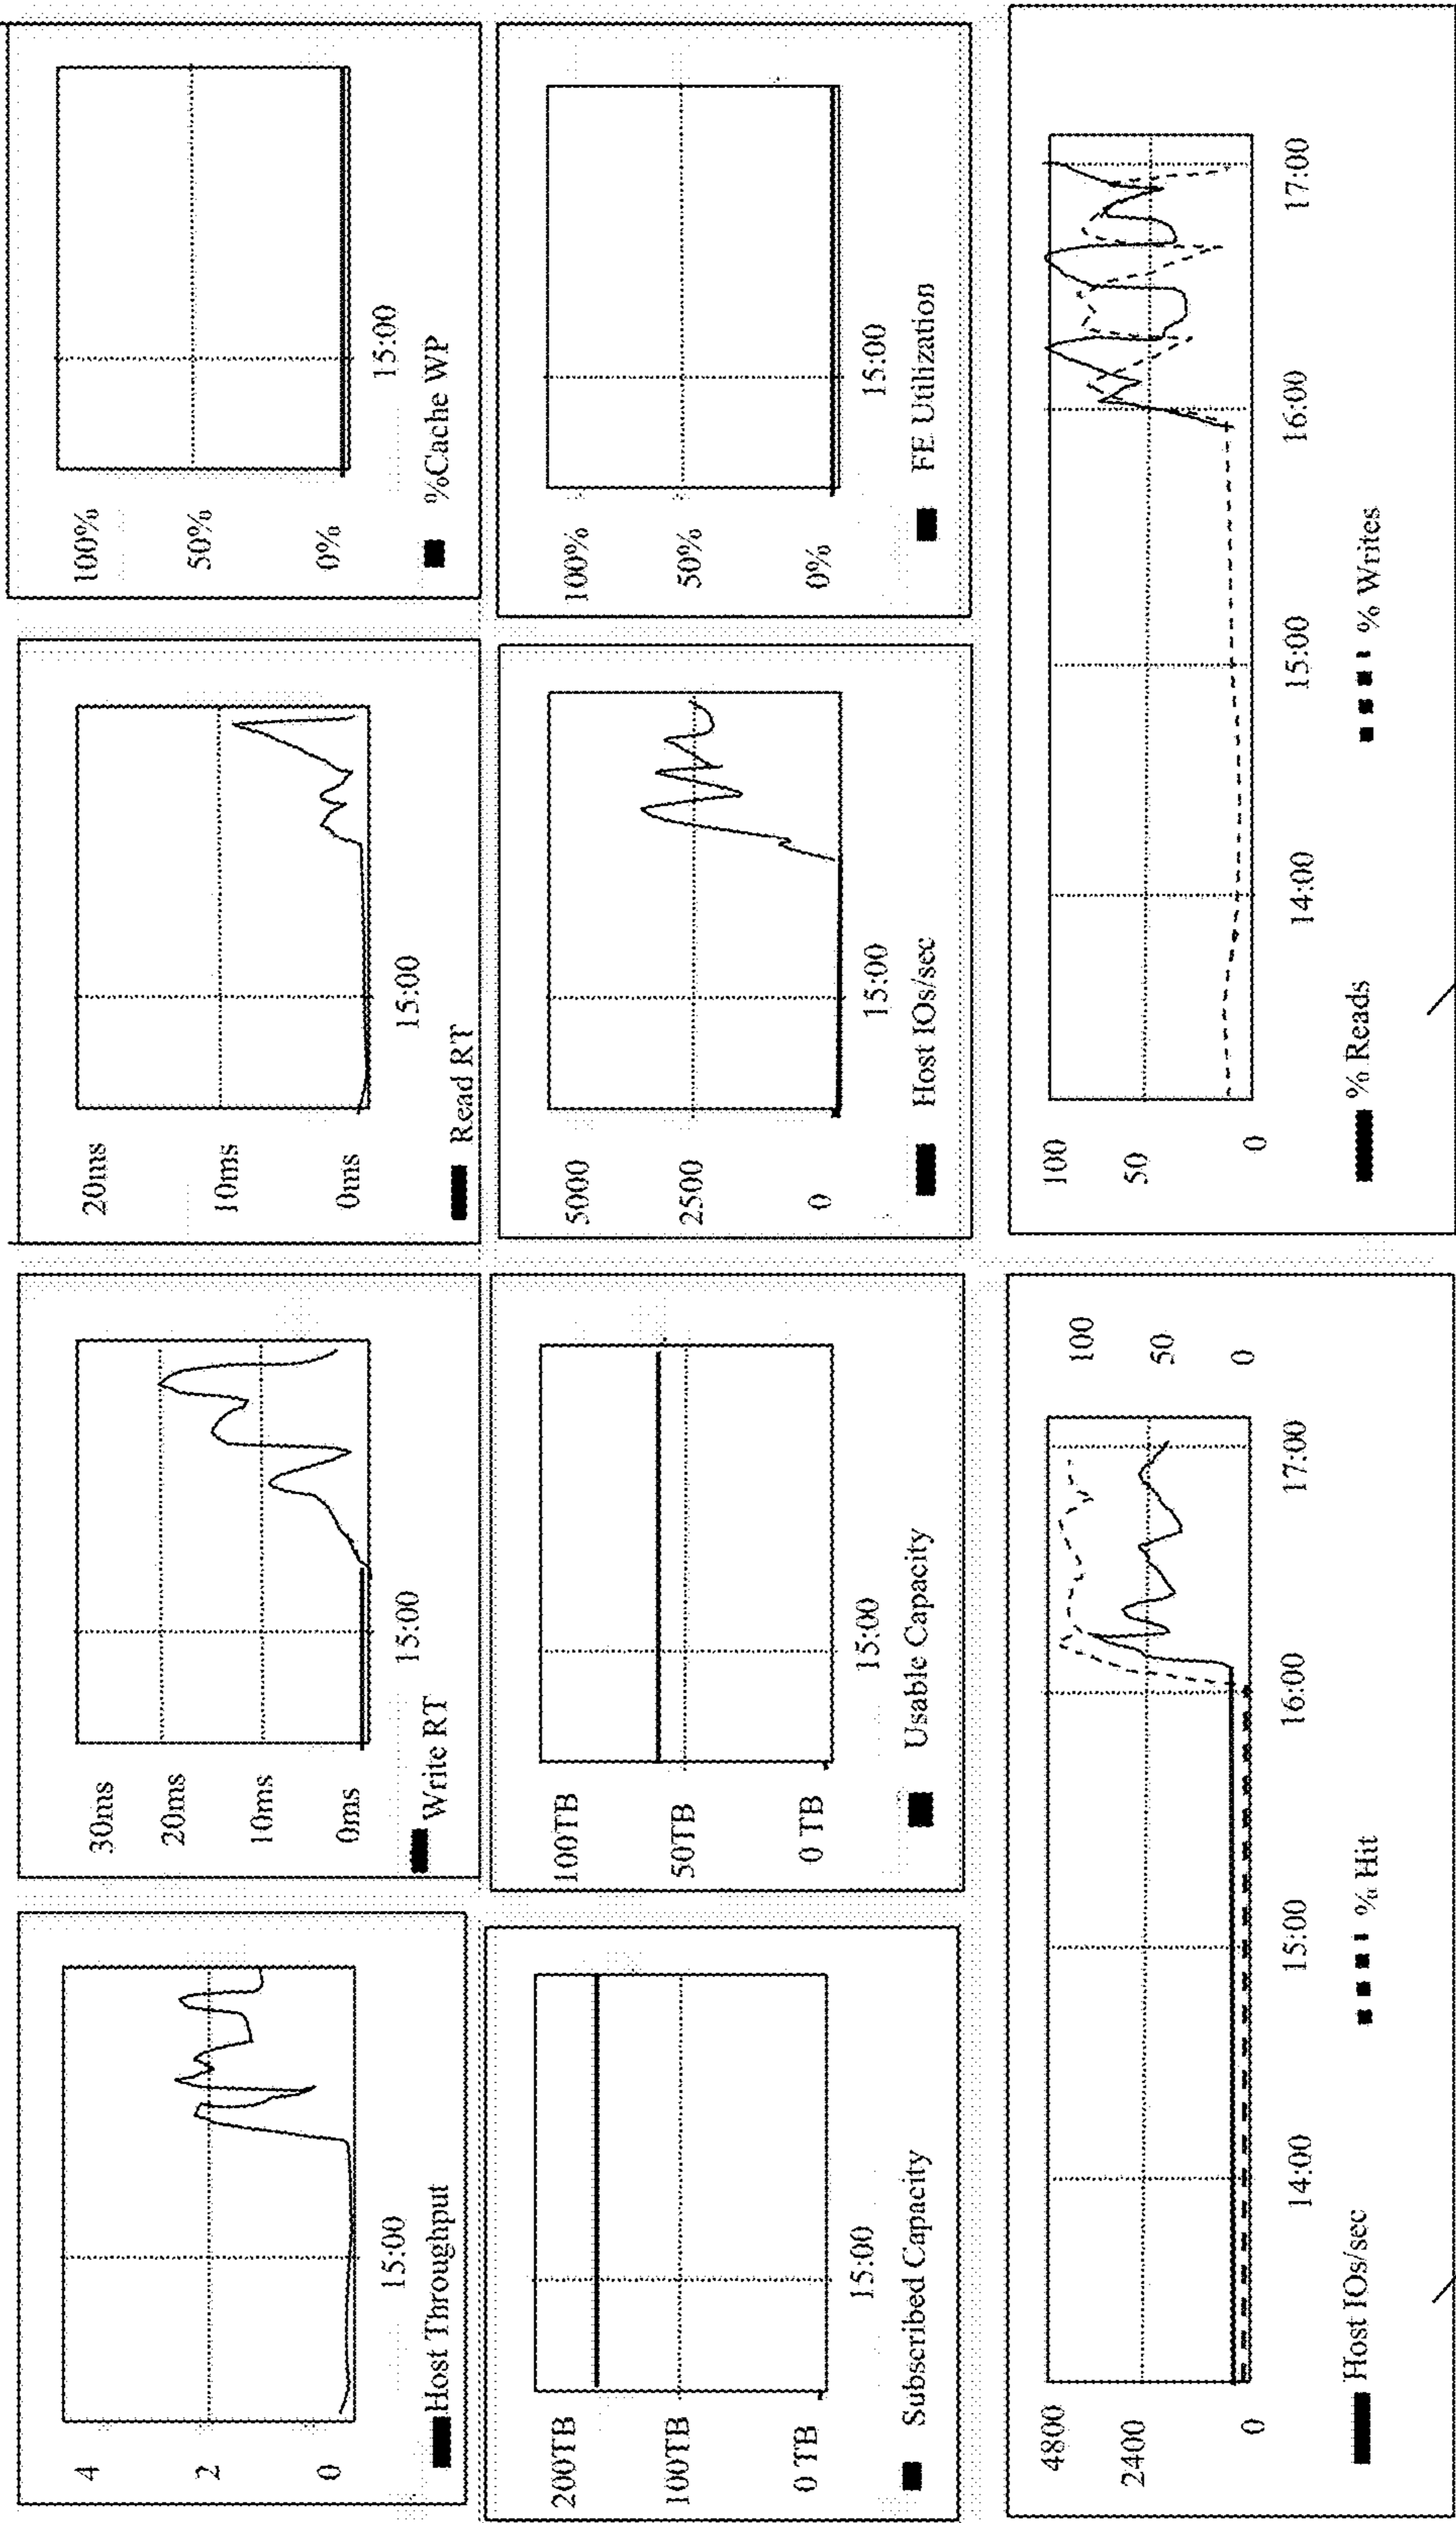 4
2
0
15:00
Host Throughput
30ms
20ms
10ms
0ms
15:00
Write RT
20ms
10ms
0ms
15:00
Read RT
100%
50%
0%
15:00
%Cache WP
200TB
100TB
0 TB
15:00
Subscribed Capacity
100TB
50TB
0 TB
15:00
Usable Capacity
5000
2500
0
15:00
Host IOs/sec
100%
50%
0%
15:00
FE Utilization
4800
2400
0
100
50
0
14:00 15:00 16:00 17:00
Host IOs/sec % Hit
100
50
0
14:00 15:00 16:00 17:00
% Reads % Writes